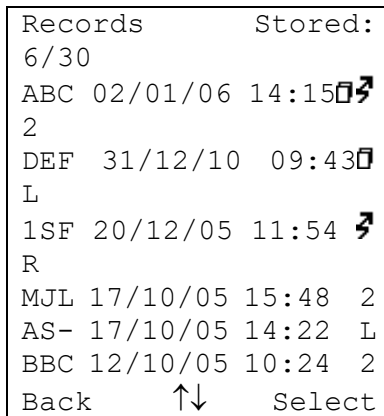 Records Stored:
6/30
ABC 02/01/06 14:15
2
DEF 31/12/10 09:43
L
1SF 20/12/05 11:54
R
MJL 17/10/05 15:48 2
AS- 17/10/05 14:22 L
BBC 12/10/05 10:24 2
Back ↑↓ Select